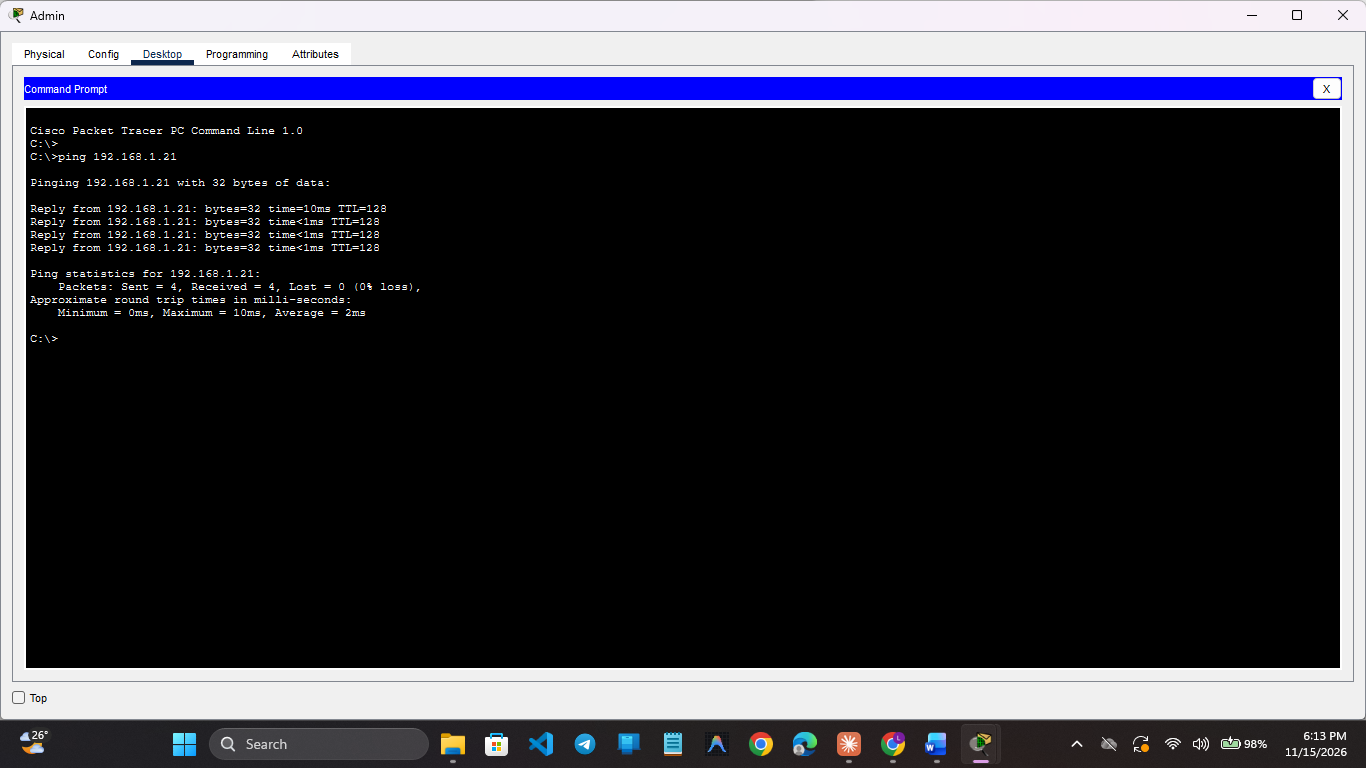 Admin
Physical Config Desktop Programming Attributes
Command Prompt X
Cisco Packet Tracer PC Command Line 1.0
C:\>
C:\>ping 192.168.1.21
Pinging 192.168.1.21 with 32 bytes of data:
Reply from 192.168.1.21: bytes=32 time=10ms TTL=128
Reply from 192.168.1.21: bytes=32 time<1ms TTL=128
Reply from 192.168.1.21: bytes=32 time<1ms TTL=128
Reply from 192.168.1.21: bytes=32 time<1ms TTL=128
Ping statistics for 192.168.1.21:
Packets: Sent = 4, Received = 4, Lost = 0 (0% loss),
Approximate round trip times in milli-seconds:
Minimum = 0ms, Maximum = 10ms, Average = 2ms
C:\>
Top
26°
Search
98%
6:13 PM
11/15/2026